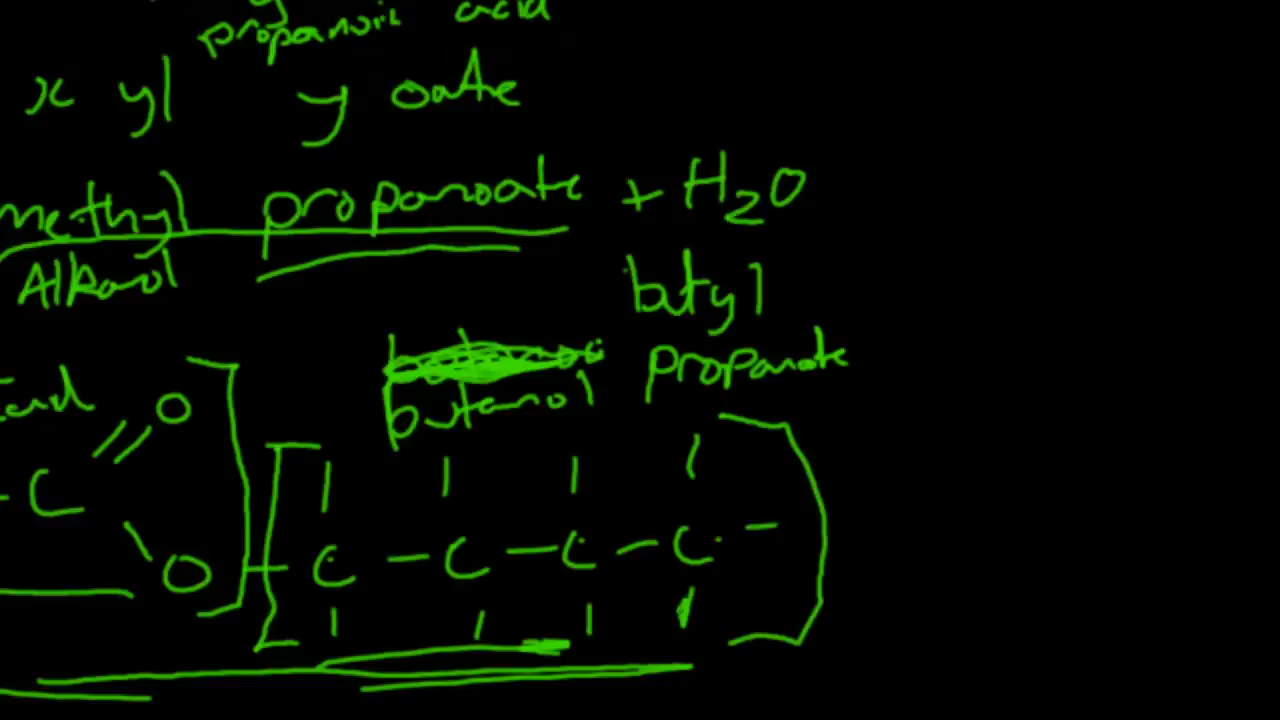 propanoic acid
x yl y oate
methyl propanoate + H2O
Alkanol
butyl
propanoate
butanol
O
C
O - C - C - C - C -